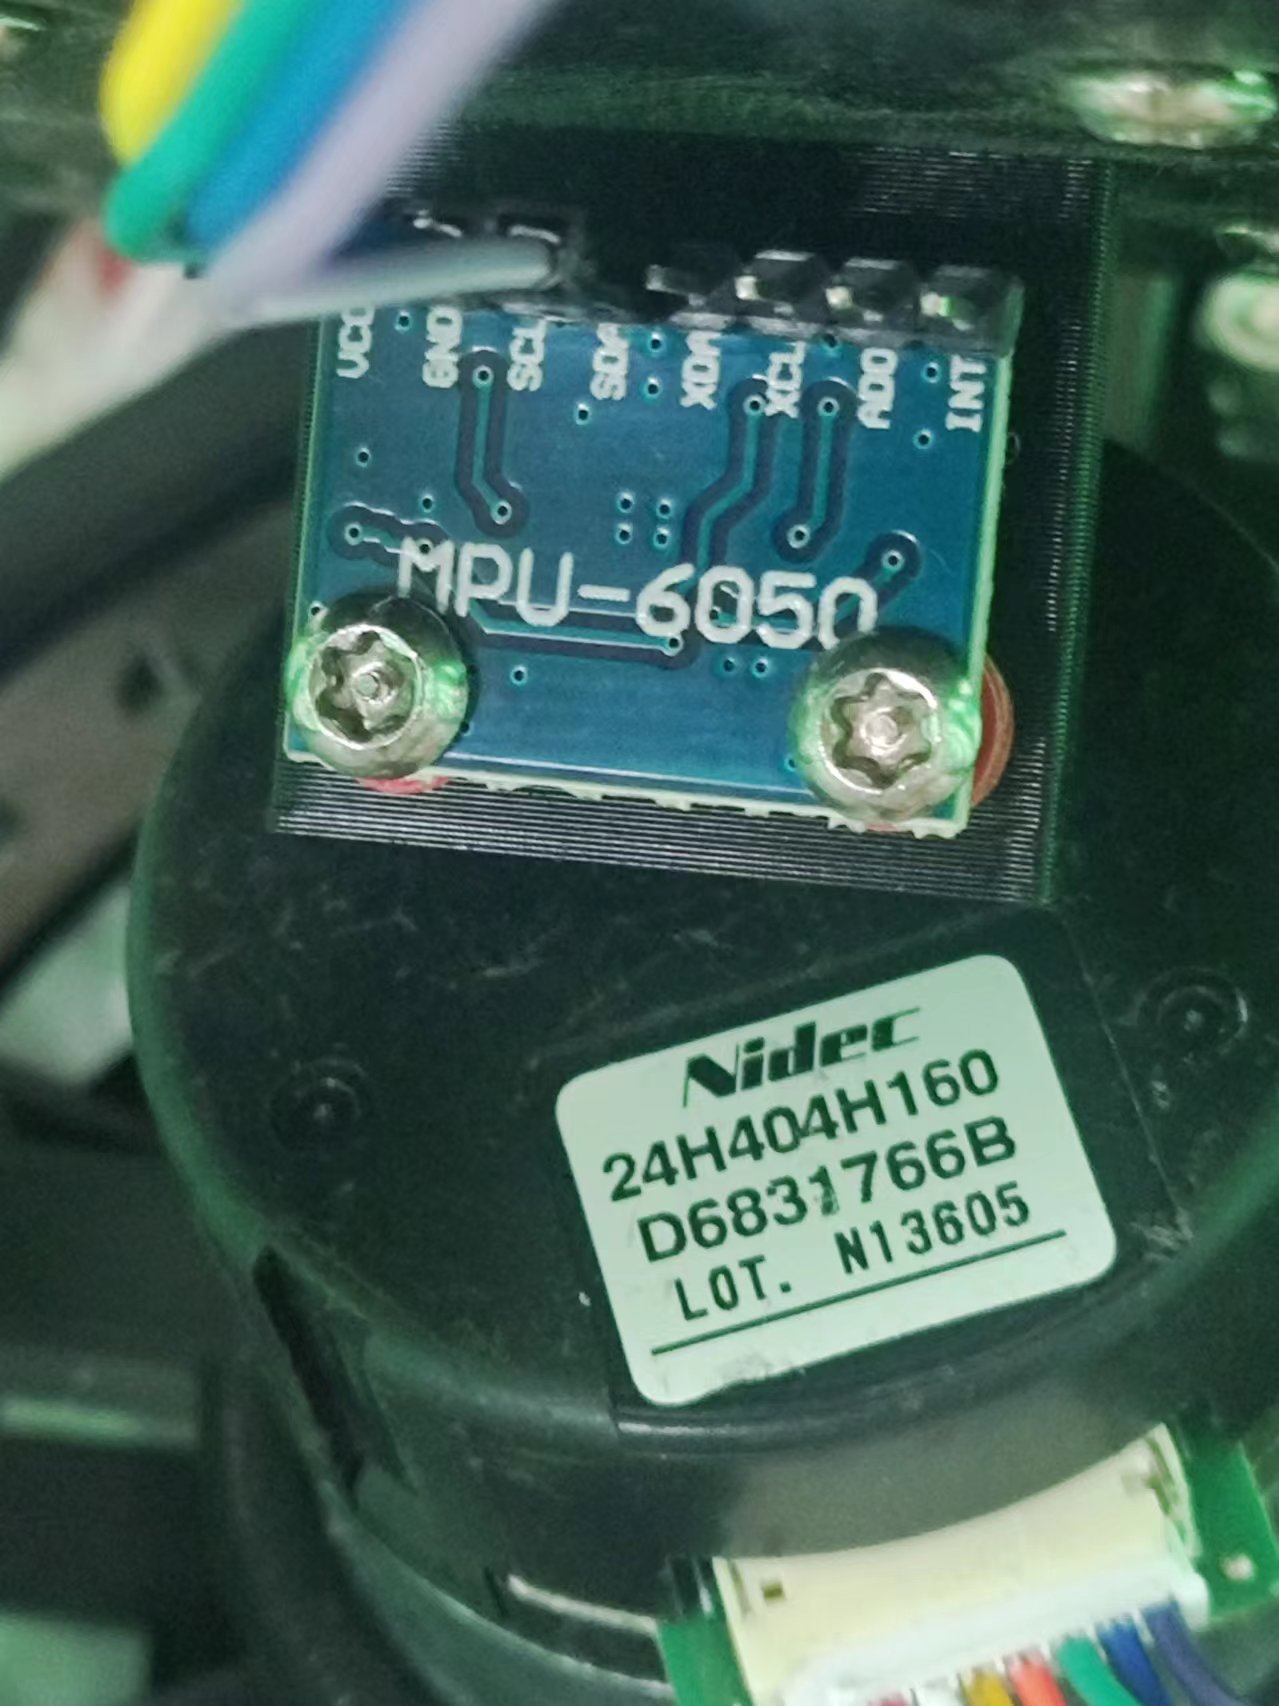 VCC GND SCL SDA XDA XCL AD0 INT
MPU-6050
Nidec
24H404H160
D6831766B
LOT. N13605